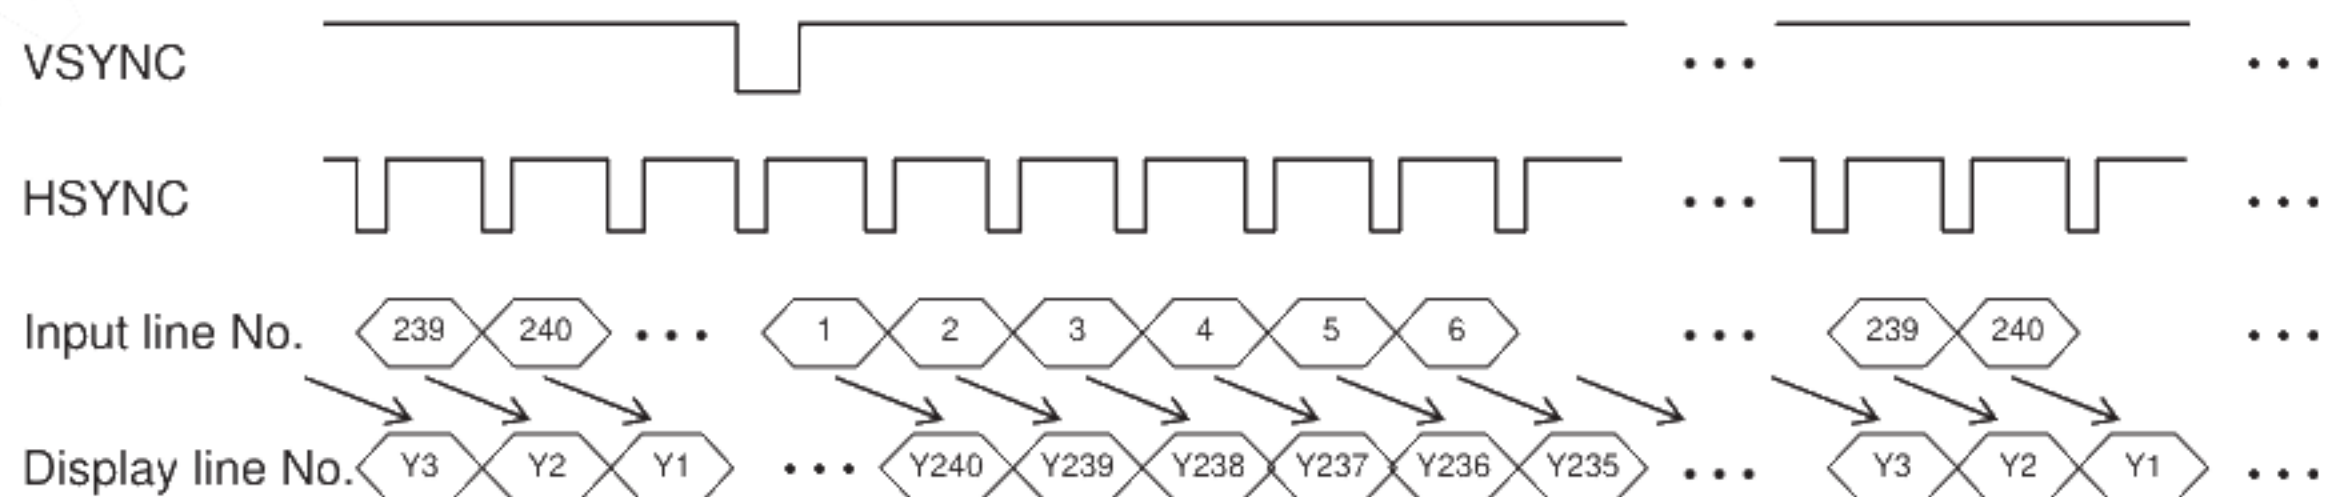 VSYNC ••• •••
HSYNC ••• •••
Input line No. 239 240 ••• 1 2 3 4 5 6 ••• 239 240 •••
Display line No. Y3 Y2 Y1 ••• Y240 Y239 Y238 Y237 Y236 Y235 ••• Y3 Y2 Y1 •••